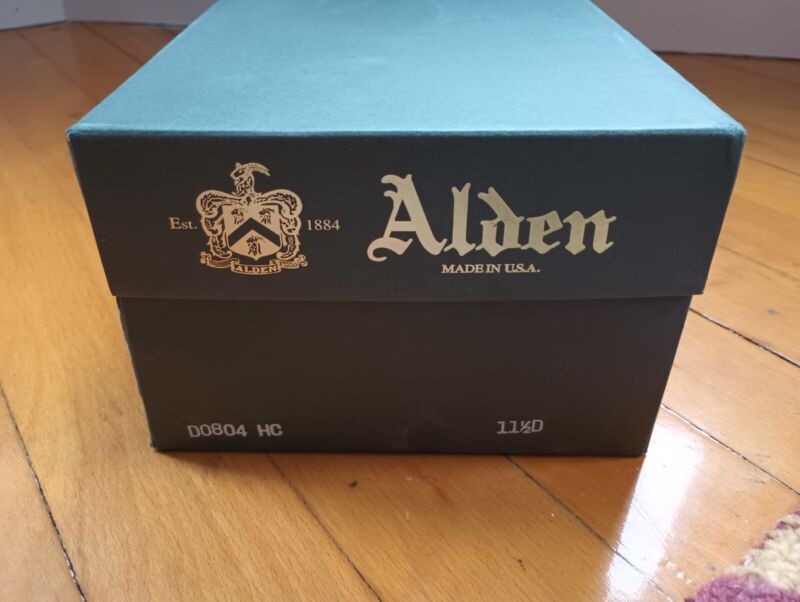 Est. 1884
ALDEN
Alden
MADE IN U.S.A.
D0804 HC 11½D